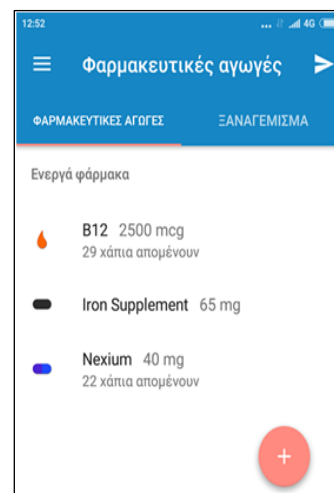 12:52 ... 4G
Φαρμακευτικές αγωγές
ΦΑΡΜΑΚΕΥΤΙΚΕΣ ΑΓΩΓΕΣ ΞΑΝΑΓΕΜΙΣΜΑ
Ενεργά φάρμακα
B12 2500 mcg
29 χάπια απομένουν
Iron Supplement 65 mg
Nexium 40 mg
22 χάπια απομένουν
+